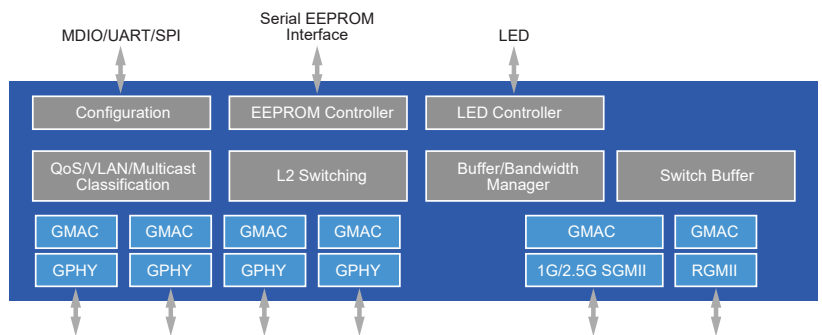 Serial EEPROM
MDIO/UART/SPI
Interface
LED
Configuration
EEPROM Controller
LED Controller
QoS/VLAN/Multicast
Classification
L2 Switching
Buffer/Bandwidth
Manager
Switch Buffer
GMAC
GMAC
GMAC
GMAC
GMAC
GMAC
GPHY
GPHY
GPHY
GPHY
1G/2.5G SGMII
RGMII